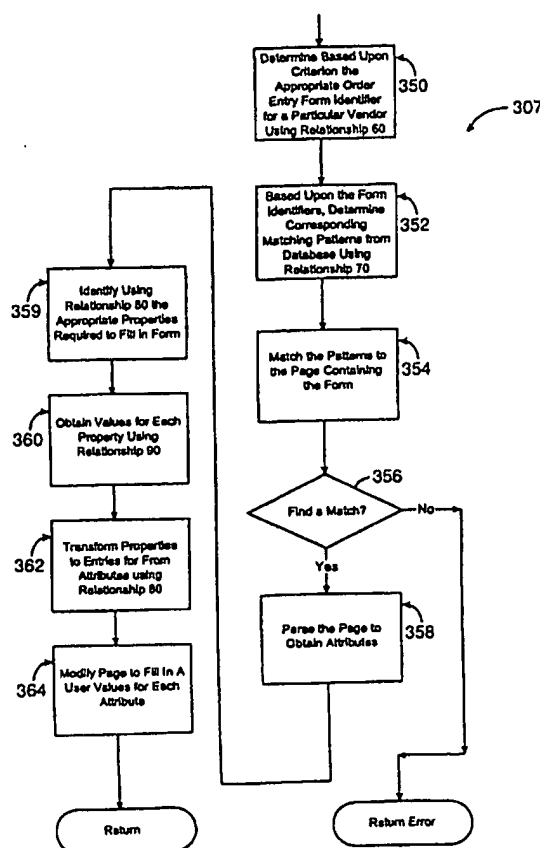 Determine Based Upon
Criterion the
Appropriate Order
Entry Form Identifier
for a Particular Vendor
Using Relationship 60
350
307
Based Upon the Form
Identifiers, Determine
Corresponding
Matching Patterns from
Database Using
Relationship 70
352
Match the Patterns to
the Page Containing
the Form
354
Find a Match?
356
No
Yes
Parse the Page to
Obtain Attributes
358
Identify Using
Relationship 80 the
Appropriate Properties
Required to Fill in Form
359
Obtain Values for Each
Property Using
Relationship 90
360
Transform Properties
to Entries for From
Attributes using
Relationship 80
362
Modify Page to Fill In A
User Values for Each
Attribute
364
Return
Return Error